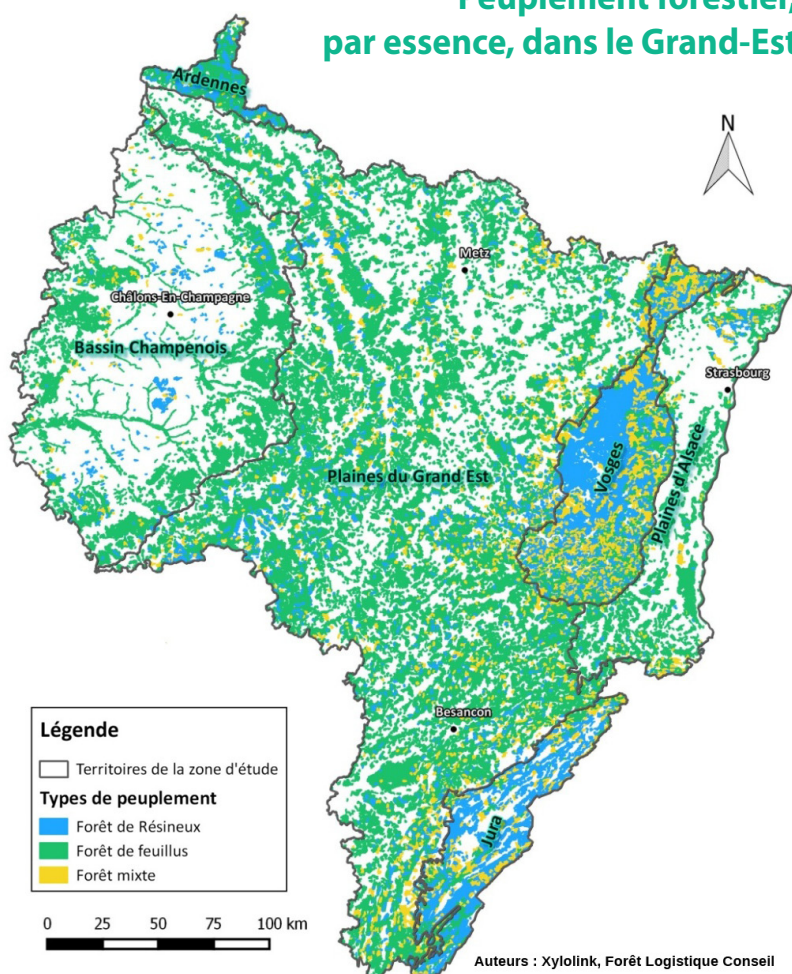 Peuplement forestier,
par essence, dans le Grand-Est
Ardennes
N
Metz
Châlons-En-Champagne
Bassin Champenois
Strasbourg
Vosges
Plaines d'Alsace
Plaines du Grand Est
Besancon
Jura
Légende
Territoires de la zone d'étude
Types de peuplement
Forêt de Résineux
Forêt de feuillus
Forêt mixte
0 25 50 75 100 km
Auteurs : Xylolink, Forêt Logistique Conseil